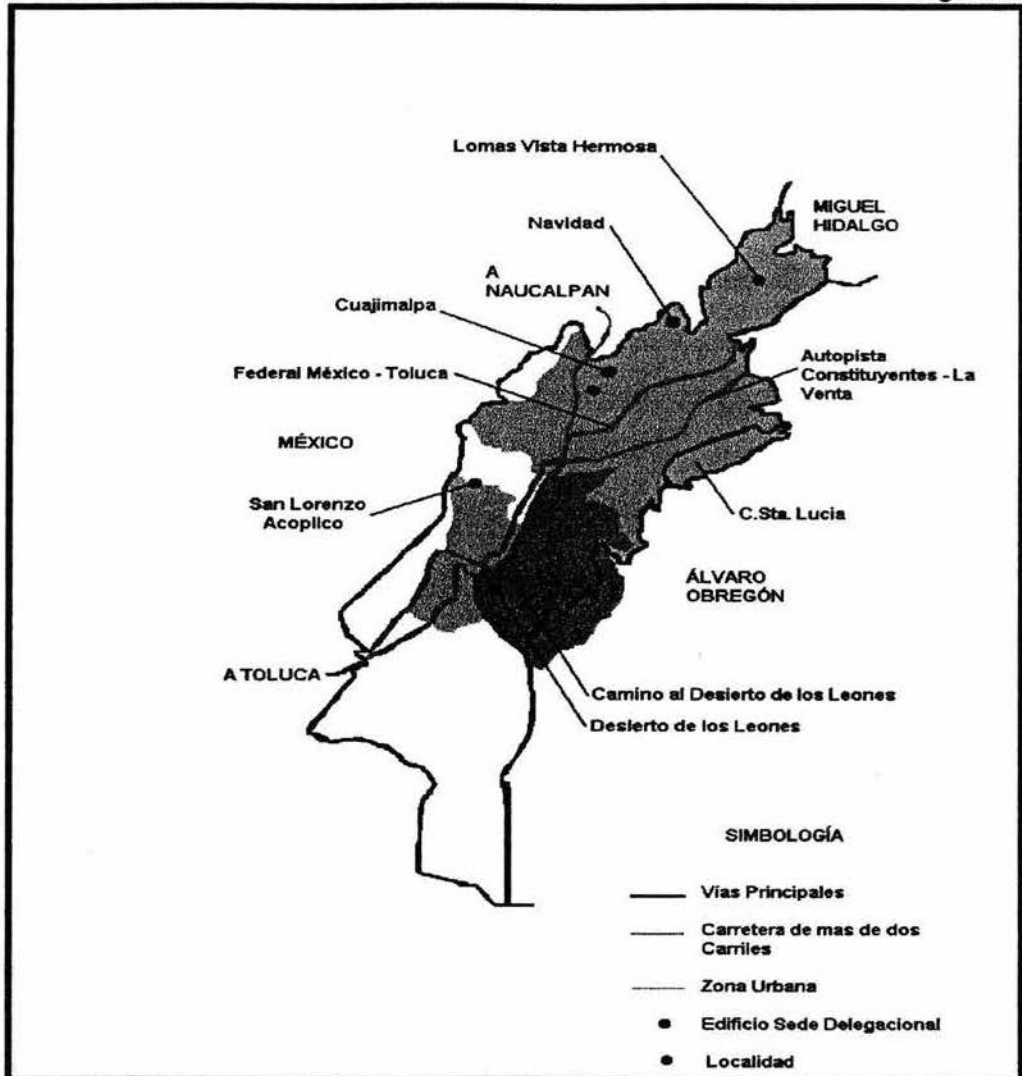 Lomas Vista Hermosa
MIGUEL
HIDALGO
Navidad
A
NAUCALPAN
Cuajimalpa
Federal México - Toluca
Autopista
Constituyentes - La
Venta
MÉXICO
San Lorenzo
Acoplico
C.Sta. Lucia
ÁLVARO
OBREGÓN
A TOLUCA
Camino al Desierto de los Leones
Desierto de los Leones
SIMBOLOGÍA
Vías Principales
Carretera de mas de dos
Carriles
Zona Urbana
Edificio Sede Delegacional
Localidad